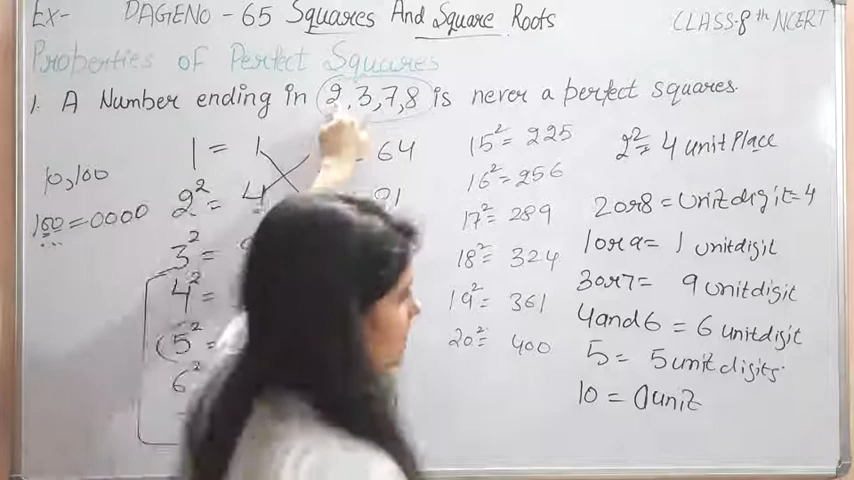 Ex- DAGENO - 65 Squares And Square Roots CLASS-8th NCERT
Properties of Perfect Squares
1. A Number ending in 2,3,7,8 is never a perfect squares.
1 = 1
2² = 4
3² =
4² =
5² =
6²
10,100
100 = 0000
= 64
81
15² = 225
16² = 256
17² = 289
18² = 324
19² = 361
20² = 400
2² = 4 unit Place
2 or 8 = unit digit = 4
1 or 9 = 1 unit digit
3 or 7 = 9 unit digit
4 and 6 = 6 unit digit
5 = 5 unit digits
10 = 0 unit